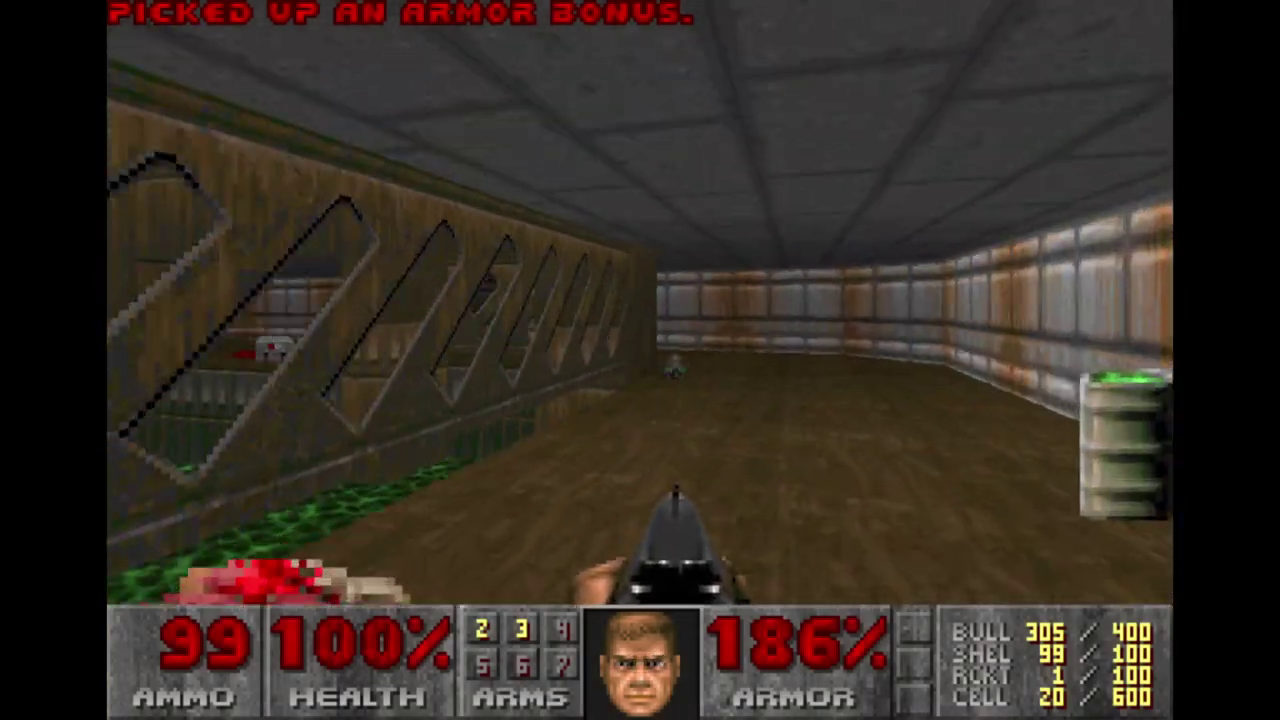 PICKED UP AN ARMOR BONUS.
99 100% 2 3 4 186% BULL 305 / 400
SHEL 99 / 100
5 6 7 RCKT 1 / 100
AMMO HEALTH ARMS ARMOR CELL 20 / 600